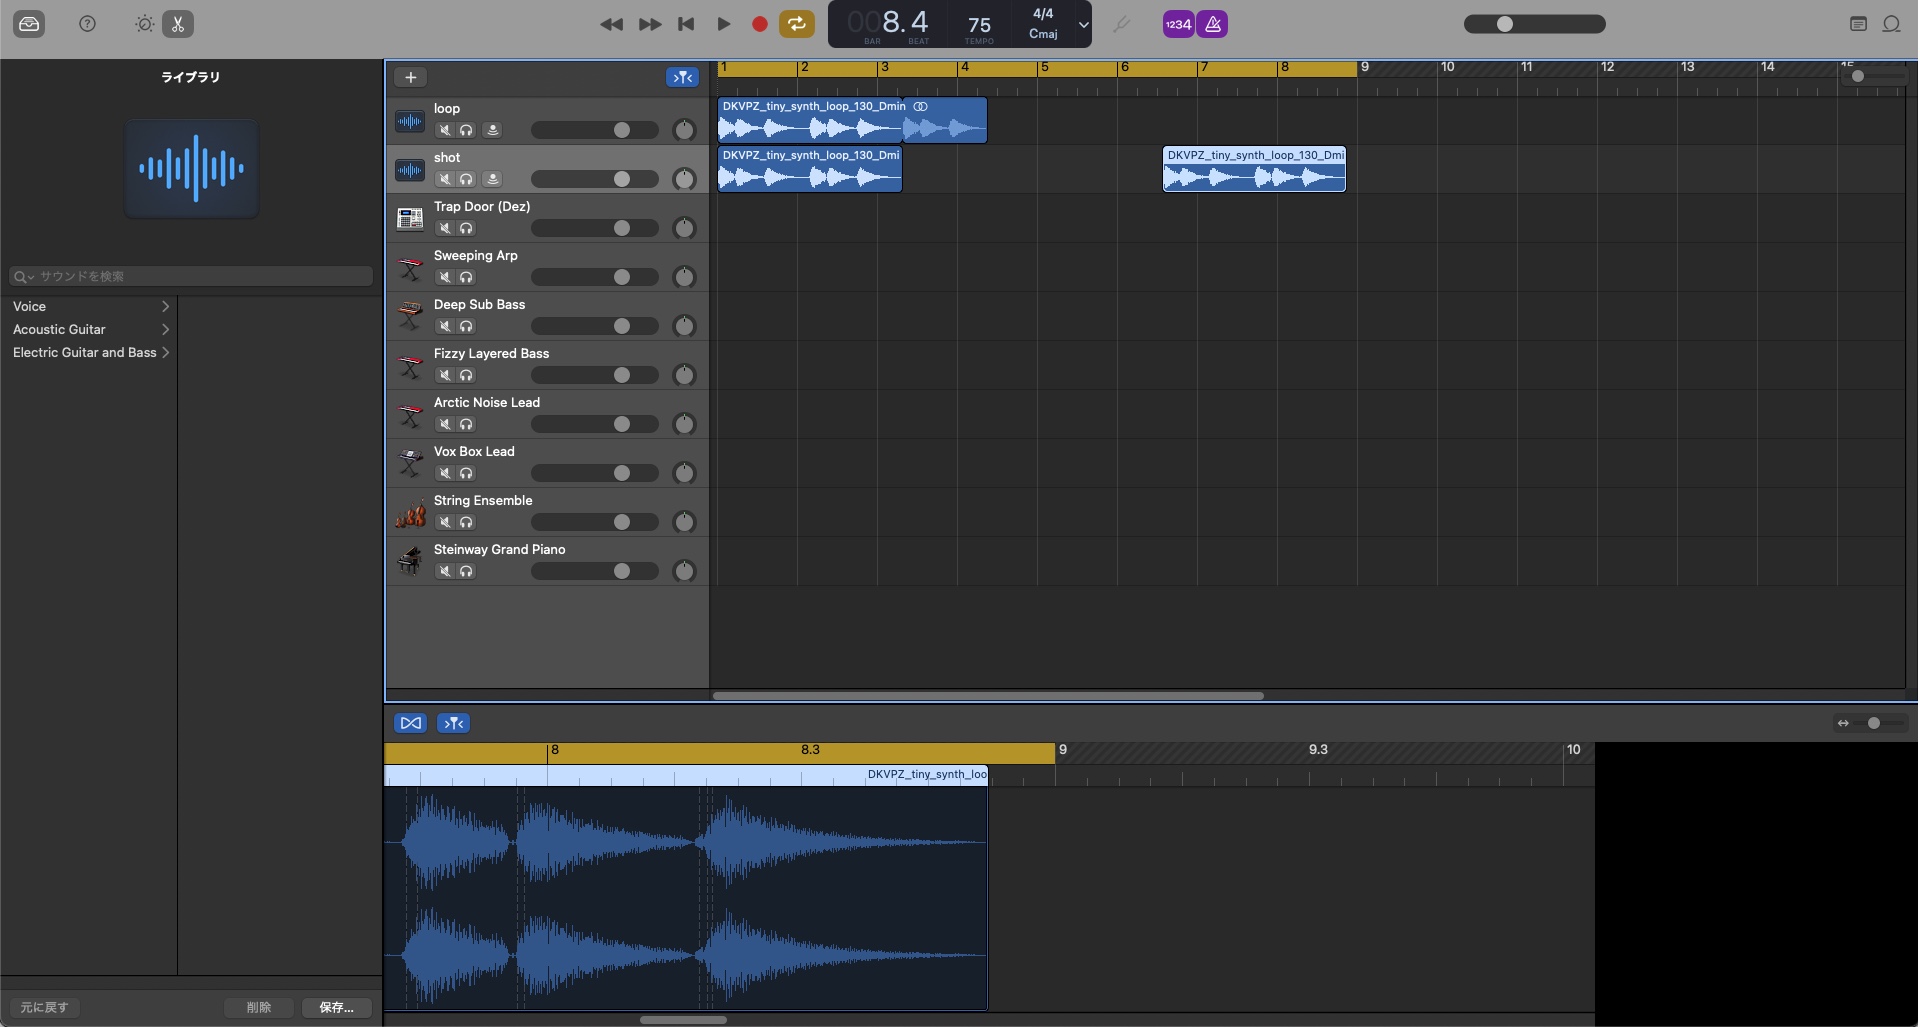 008.4
BAR
BEAT
75
TEMPO
4/4
Cmaj
1234
ライブラリ
サウンドを検索
Voice
Acoustic Guitar
Electric Guitar and Bass
元に戻す
削除
保存...
1 2 3 4 5 6 7 8 9 10 11 12 13 14
loop
DKVPZ_tiny_synth_loop_130_Dmin
shot
DKVPZ_tiny_synth_loop_130_Dmi
DKVPZ_tiny_synth_loop_130_Dmi
Trap Door (Dez)
Sweeping Arp
Deep Sub Bass
Fizzy Layered Bass
Arctic Noise Lead
Vox Box Lead
String Ensemble
Steinway Grand Piano
8 8.3 9 9.3 10
DKVPZ_tiny_synth_loo